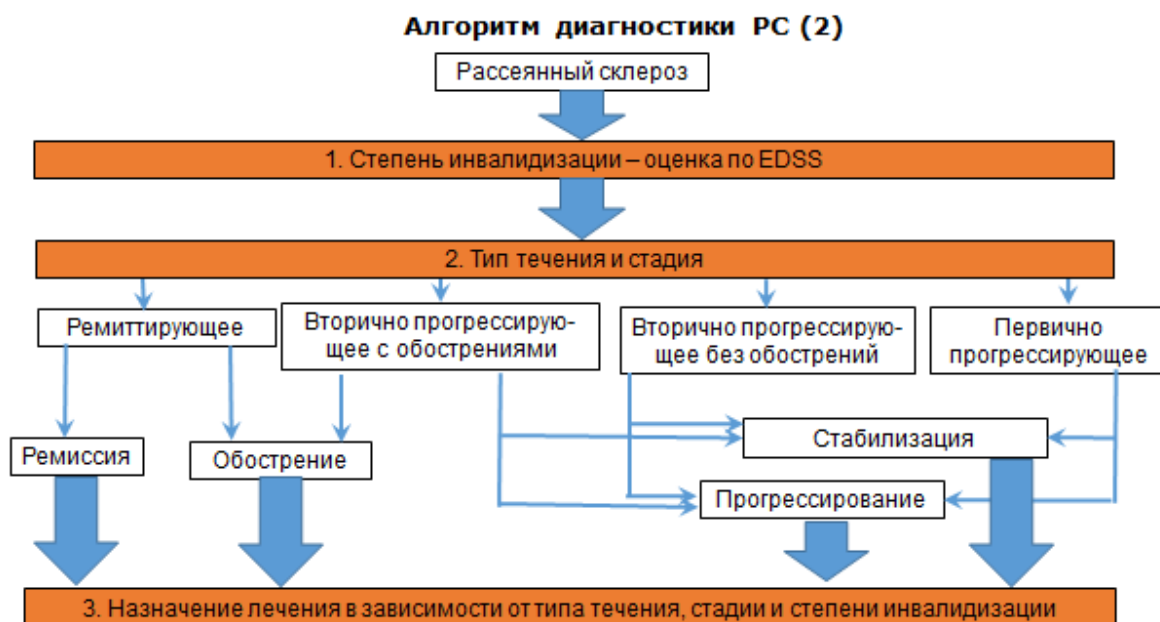 Алгоритм диагностики РС (2)
Рассеянный склероз
1. Степень инвалидизации – оценка по EDSS
2. Тип течения и стадия
Ремиттирующее
Вторично прогрессирую-
щее с обострениями
Вторично прогрессирую-
щее без обострений
Первично
прогрессирующее
Ремиссия
Обострение
Стабилизация
Прогрессирование
3. Назначение лечения в зависимости от типа течения, стадии и степени инвалидизации